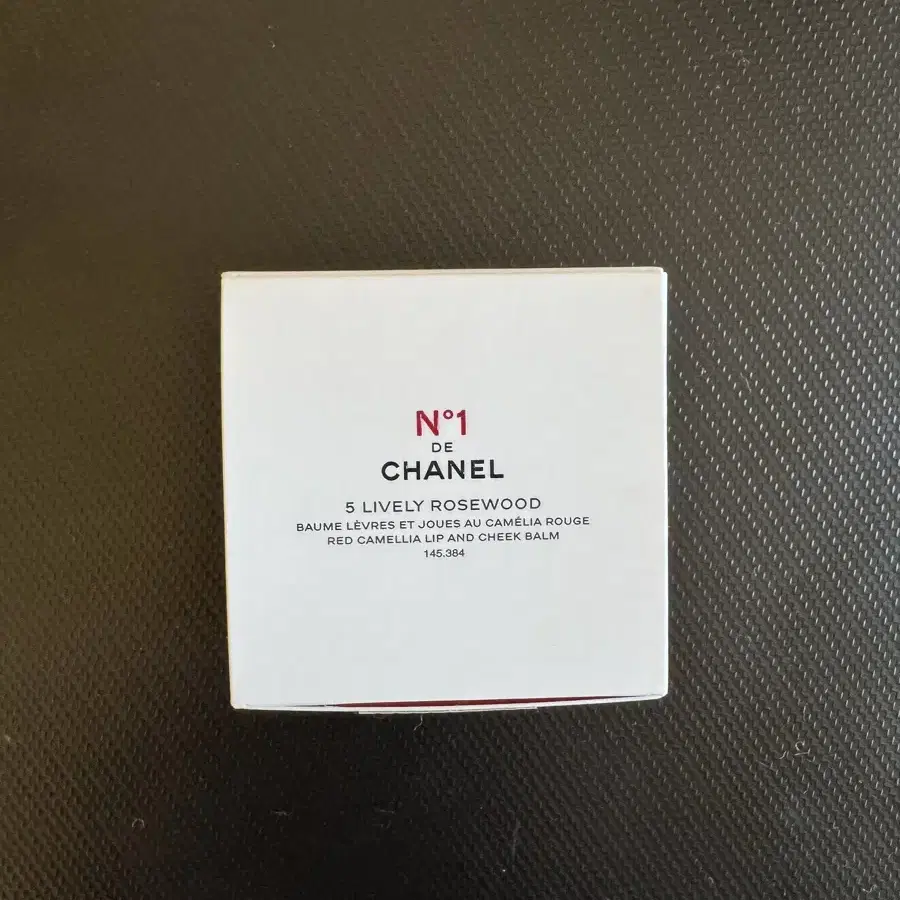 N°1
DE
CHANEL
5 LIVELY ROSEWOOD
BAUME LÈVRES ET JOUES AU CAMÉLIA ROUGE
RED CAMELLIA LIP AND CHEEK BALM
145.384